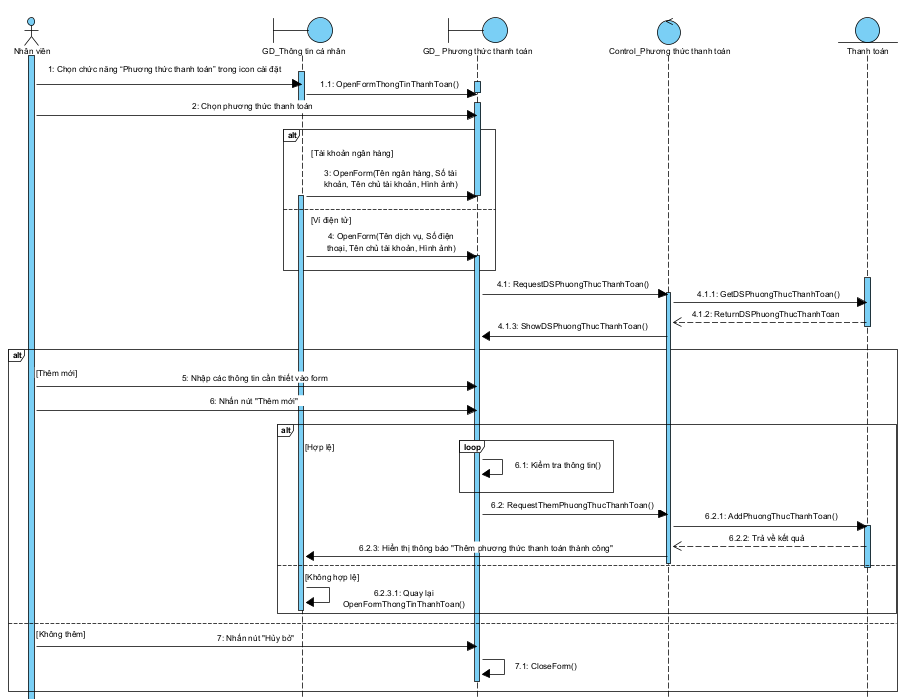 Nhân viên
GD_Thông tin cá nhân
GD_ Phương thức thanh toán
Control_Phương thức thanh toán
Thanh toán
1: Chọn chức năng "Phương thức thanh toán" trong icon cài đặt
1.1: OpenFormThongTinThanhToan()
2: Chọn phương thức thanh toán
alt
[Tài khoản ngân hàng]
3: OpenForm(Tên ngân hàng, Số tài
khoản, Tên chủ tài khoản, Hình ảnh)
[Ví điện tử]
4: OpenForm(Tên dịch vụ, Số điện
thoại, Tên chủ tài khoản, Hình ảnh)
4.1: RequestDSPhuongThucThanhToan()
4.1.1: GetDSPhuongThucThanhToan()
4.1.2: ReturnDSPhuongThucThanhToan
4.1.3: ShowDSPhuongThucThanhToan()
alt
[Thêm mới]
5: Nhập các thông tin cần thiết vào form
6: Nhấn nút "Thêm mới"
alt
[Hợp lệ]
loop
6.1: Kiểm tra thông tin()
6.2: RequestThemPhuongThucThanhToan()
6.2.1: AddPhuongThucThanhToan()
6.2.2: Trả về kết quả
6.2.3: Hiển thị thông báo "Thêm phương thức thanh toán thành công"
[Không hợp lệ]
6.2.3.1: Quay lại
OpenFormThongTinThanhToan()
[Không thêm]
7: Nhấn nút "Hủy bỏ"
7.1: CloseForm()